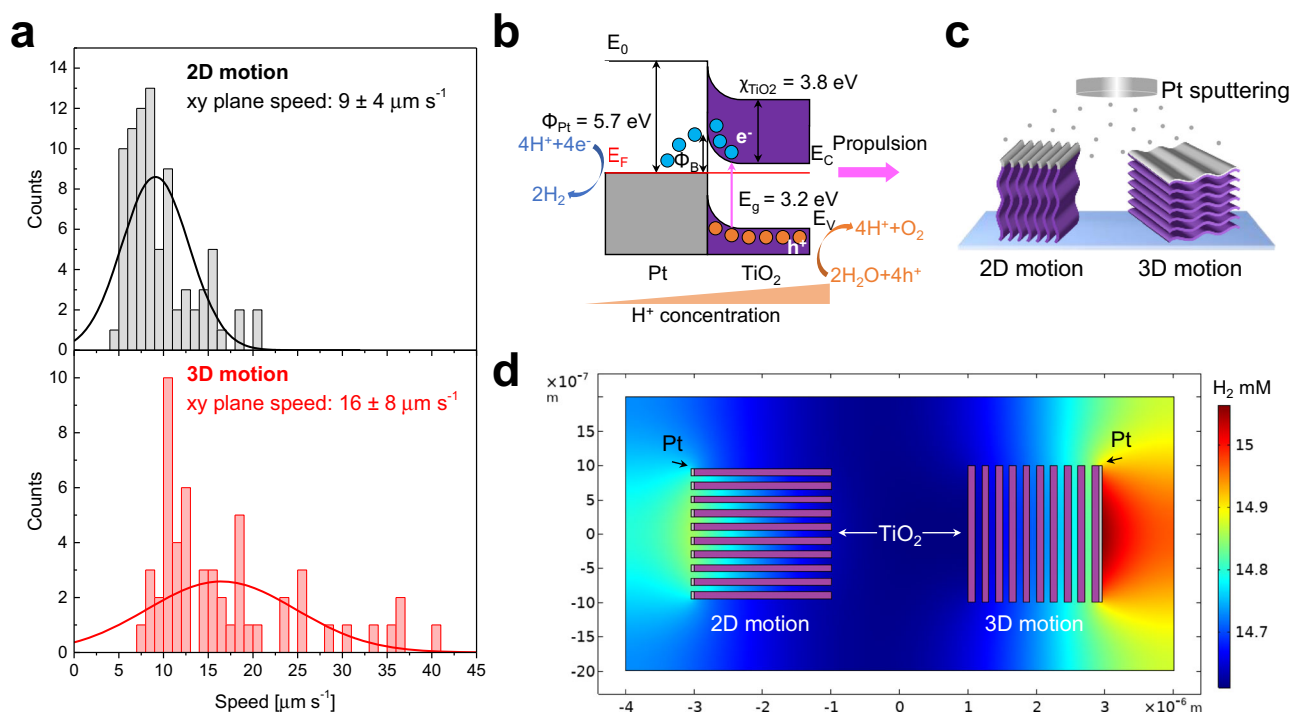 a
2D motion
xy plane speed: 9 ± 4 μm s⁻¹
14
12
10
8
6
4
2
0
Counts
3D motion
xy plane speed: 16 ± 8 μm s⁻¹
10
8
6
4
2
0
Counts
0 5 10 15 20 25 30 35 40 45
Speed [μm s⁻¹]
b
E₀
χTiO2 = 3.8 eV
ΦPt = 5.7 eV
e⁻
4H⁺+4e⁻
EF
ΦB
EC
Propulsion
2H₂
Eg = 3.2 eV
EV
h⁺
4H⁺+O₂
2H₂O+4h⁺
Pt
TiO₂
H⁺ concentration
c
Pt sputtering
2D motion
3D motion
d
×10⁻⁷
m
20
15
10
5
0
-5
-10
-15
-20
Pt
TiO₂
Pt
2D motion
3D motion
-4 -3 -2 -1 0 1 2 3 ×10⁻⁶ m
H₂ mM
15
14.9
14.8
14.7